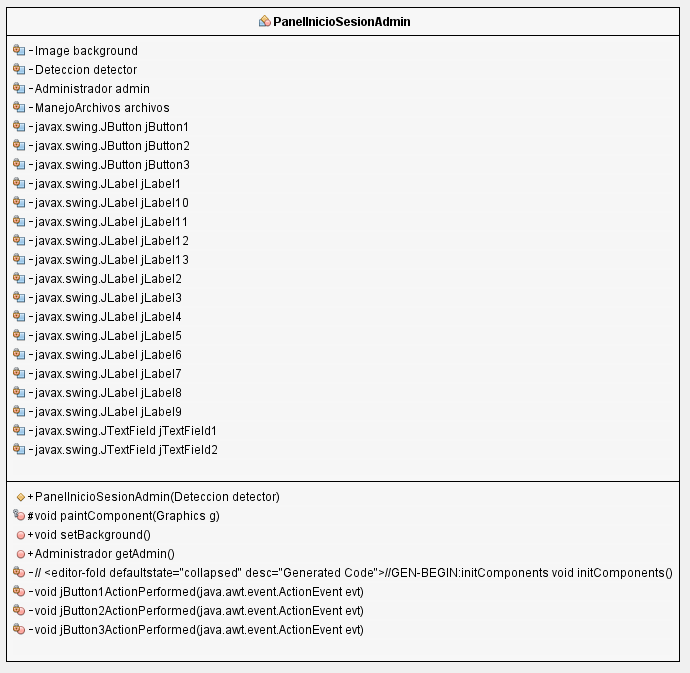 PanelInicioSesionAdmin
-Image background
-Deteccion detector
-Administrador admin
-ManejoArchivos archivos
-javax.swing.JButton jButton1
-javax.swing.JButton jButton2
-javax.swing.JButton jButton3
-javax.swing.JLabel jLabel1
-javax.swing.JLabel jLabel10
-javax.swing.JLabel jLabel11
-javax.swing.JLabel jLabel12
-javax.swing.JLabel jLabel13
-javax.swing.JLabel jLabel2
-javax.swing.JLabel jLabel3
-javax.swing.JLabel jLabel4
-javax.swing.JLabel jLabel5
-javax.swing.JLabel jLabel6
-javax.swing.JLabel jLabel7
-javax.swing.JLabel jLabel8
-javax.swing.JLabel jLabel9
-javax.swing.JTextField jTextField1
-javax.swing.JTextField jTextField2
+PanelInicioSesionAdmin(Deteccion detector)
#void paintComponent(Graphics g)
+void setBackground()
+Administrador getAdmin()
-// <editor-fold defaultstate="collapsed" desc="Generated Code">//GEN-BEGIN:initComponents void initComponents()
-void jButton1ActionPerformed(java.awt.event.ActionEvent evt)
-void jButton2ActionPerformed(java.awt.event.ActionEvent evt)
-void jButton3ActionPerformed(java.awt.event.ActionEvent evt)